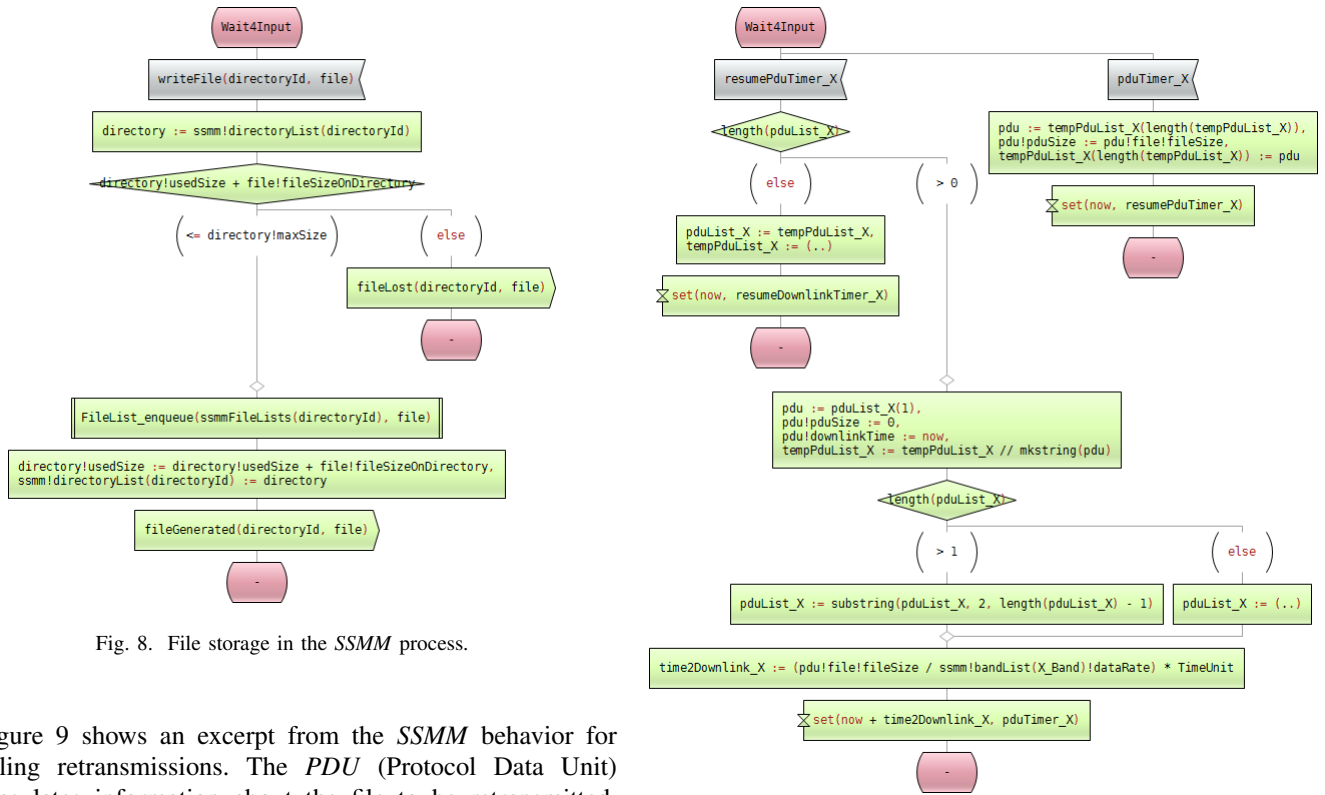 Wait4Input
writeFile(directoryId, file)
directory := ssmm!directoryList(directoryId)
directory!usedSize + file!fileSizeOnDirectory
<= directory!maxSize
else
fileLost(directoryId, file)
-
FileList_enqueue(ssmmFileLists(directoryId), file)
directory!usedSize := directory!usedSize + file!fileSizeOnDirectory,
ssmm!directoryList(directoryId) := directory
fileGenerated(directoryId, file)
-
Fig. 8. File storage in the SSMM process.
gure 9 shows an excerpt from the SSMM behavior for
ling retransmissions. The PDU (Protocol Data Unit)
Wait4Input
resumePduTimer_X
length(pduList_X)
else
> 0
pduList_X := tempPduList_X,
tempPduList_X := (..)
set(now, resumeDownlinkTimer_X)
-
pduTimer_X
pdu := tempPduList_X(length(tempPduList_X)),
pdu!pduSize := pdu!file!fileSize,
tempPduList_X(length(tempPduList_X)) := pdu
set(now, resumePduTimer_X)
-
pdu := pduList_X(1),
pdu!pduSize := 0,
pdu!downlinkTime := now,
tempPduList_X := tempPduList_X // mkstring(pdu)
length(pduList_X)
> 1
else
pduList_X := substring(pduList_X, 2, length(pduList_X) - 1)
pduList_X := (..)
time2Downlink_X := (pdu!file!fileSize / ssmm!bandList(X_Band)!dataRate) * TimeUnit
set(now + time2Downlink_X, pduTimer_X)
-